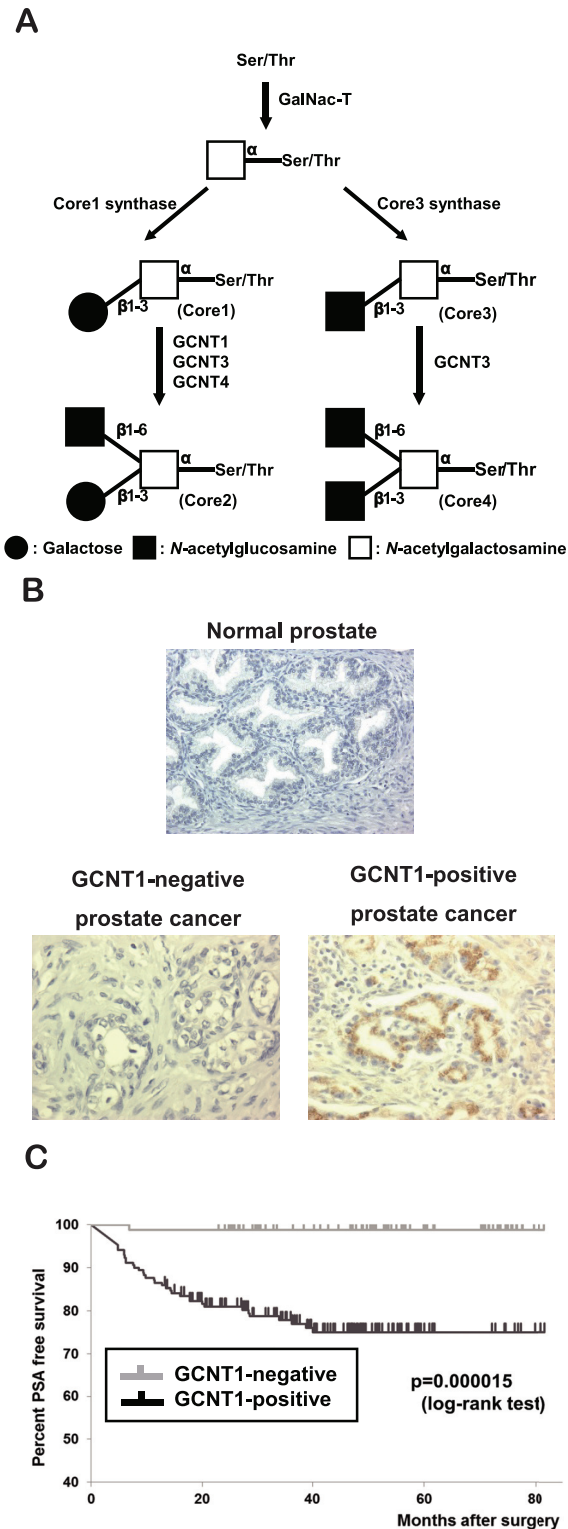 A
Ser/Thr
GalNac-T
α
Ser/Thr
Core1 synthase
Core3 synthase
α
Ser/Thr
β1-3
(Core1)
α
Ser/Thr
β1-3
(Core3)
GCNT1
GCNT3
GCNT4
GCNT3
β1-6
α
Ser/Thr
β1-3
(Core2)
β1-6
α
Ser/Thr
β1-3
(Core4)
: Galactose : N-acetylglucosamine : N-acetylgalactosamine
B
Normal prostate
GCNT1-negative
prostate cancer
GCNT1-positive
prostate cancer
C
Percent PSA free survival
100
90
80
70
60
50
40
GCNT1-negative
GCNT1-positive
p=0.000015
(log-rank test)
0 20 40 60 80
Months after surgery